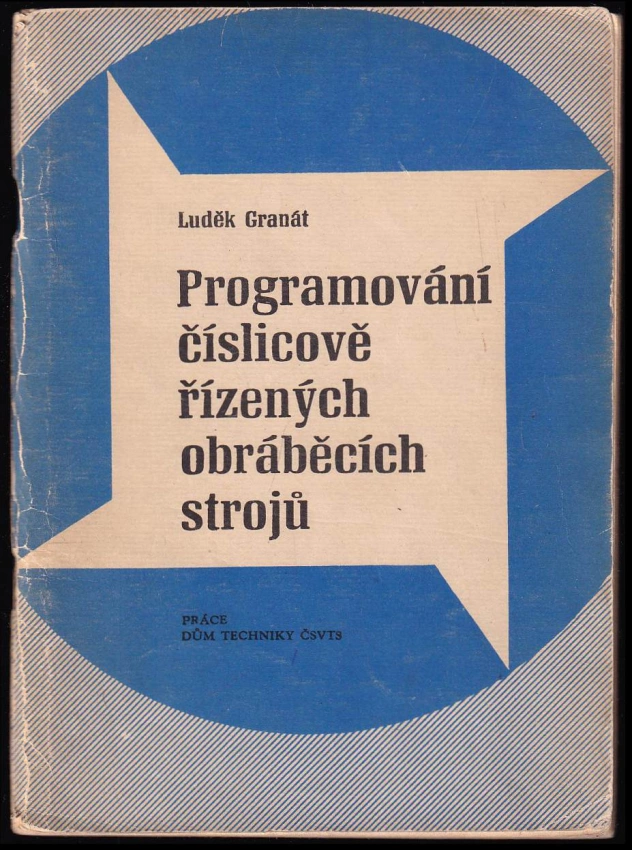 Luděk Granát
Programování
číslicově
řízených
obráběcích
strojů
PRÁCE
DŮM TECHNIKY ČSVTS